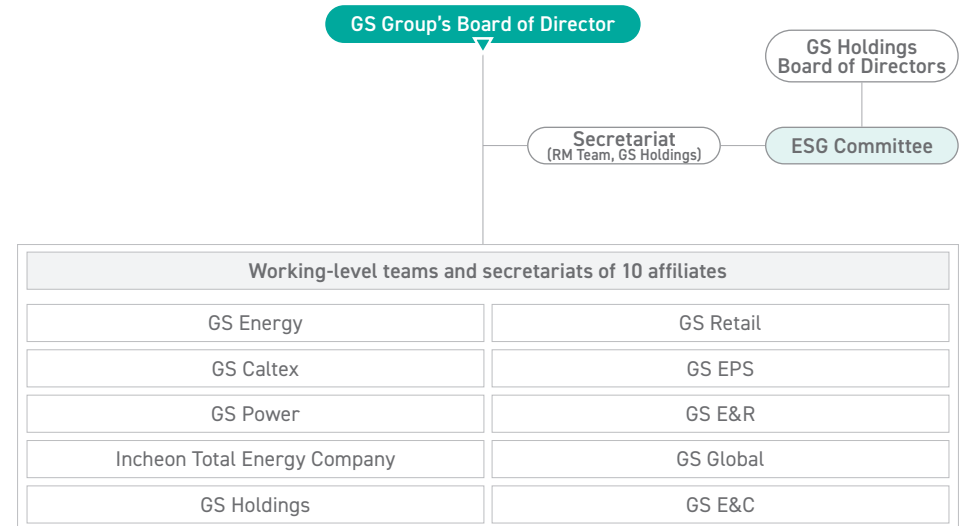 GS Group's Board of Director
GS Holdings
Board of Directors
Secretariat
(RM Team, GS Holdings)
ESG Committee
Working-level teams and secretariats of 10 affiliates
GS Energy
GS Retail
GS Caltex
GS EPS
GS Power
GS E&R
Incheon Total Energy Company
GS Global
GS Holdings
GS E&C